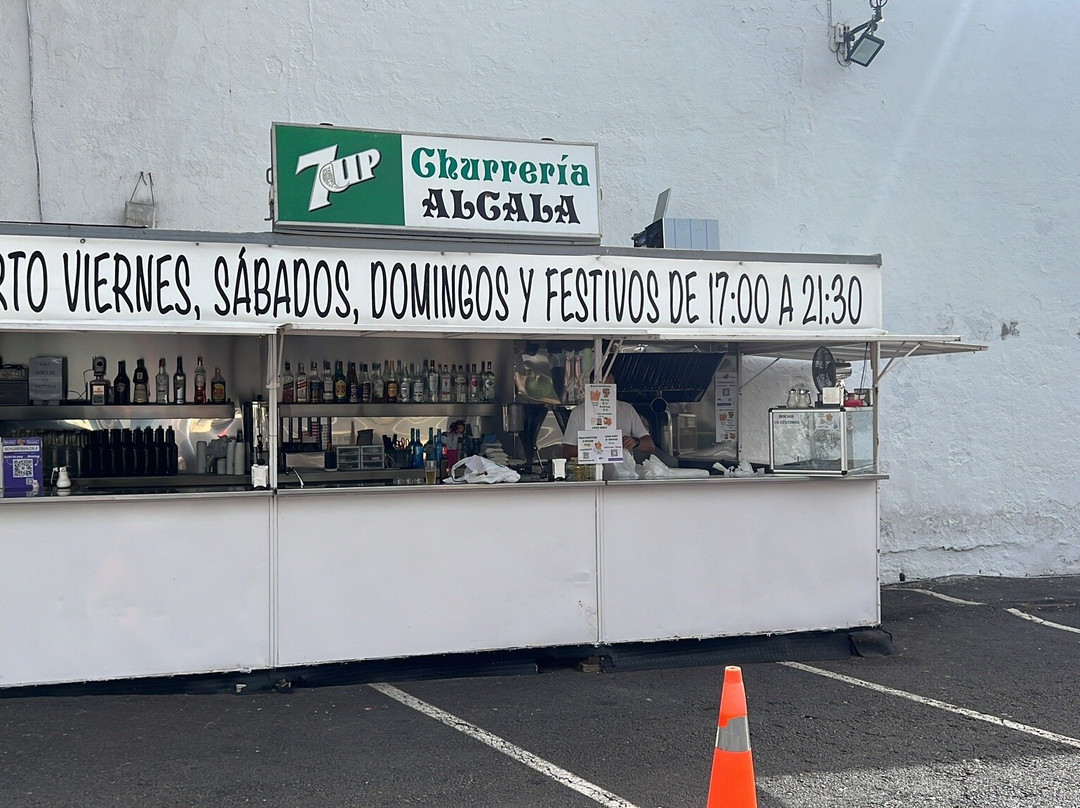 7UP
Churrería
ALCALA
RTO VIERNES, SÁBADOS, DOMINGOS Y FESTIVOS DE 17:00 A 21:30